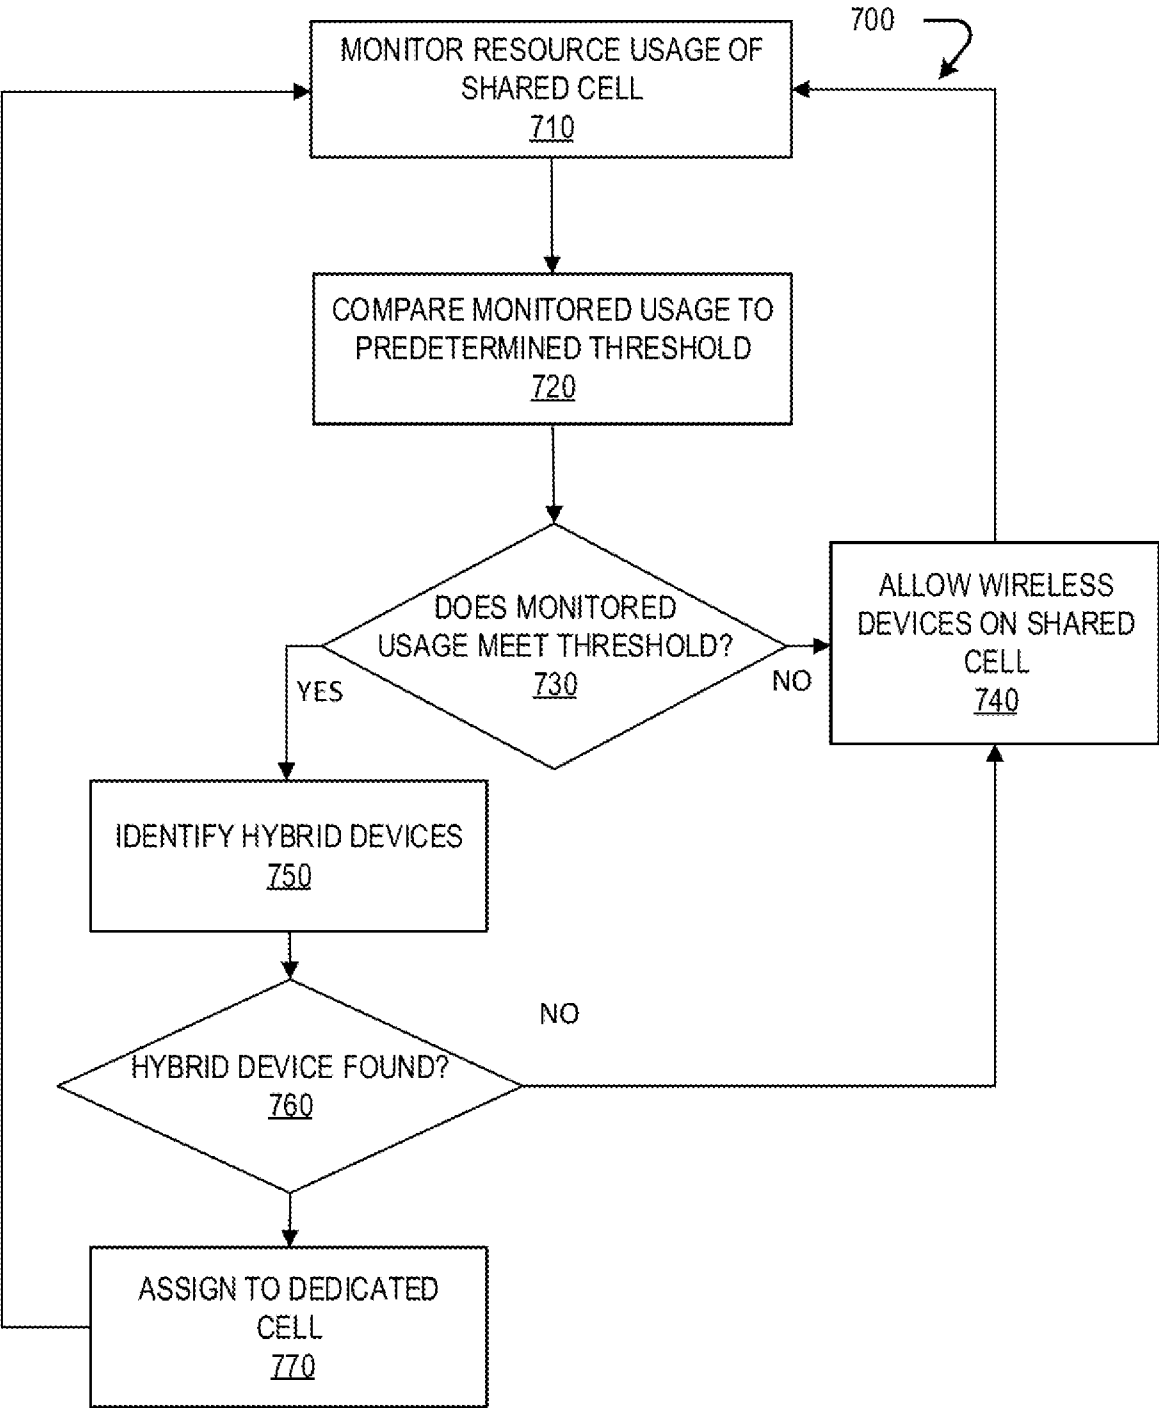 700
MONITOR RESOURCE USAGE OF
SHARED CELL
710
COMPARE MONITORED USAGE TO
PREDETERMINED THRESHOLD
720
DOES MONITORED
USAGE MEET THRESHOLD?
730
YES
NO
ALLOW WIRELESS
DEVICES ON SHARED
CELL
740
IDENTIFY HYBRID DEVICES
750
NO
HYBRID DEVICE FOUND?
760
ASSIGN TO DEDICATED
CELL
770